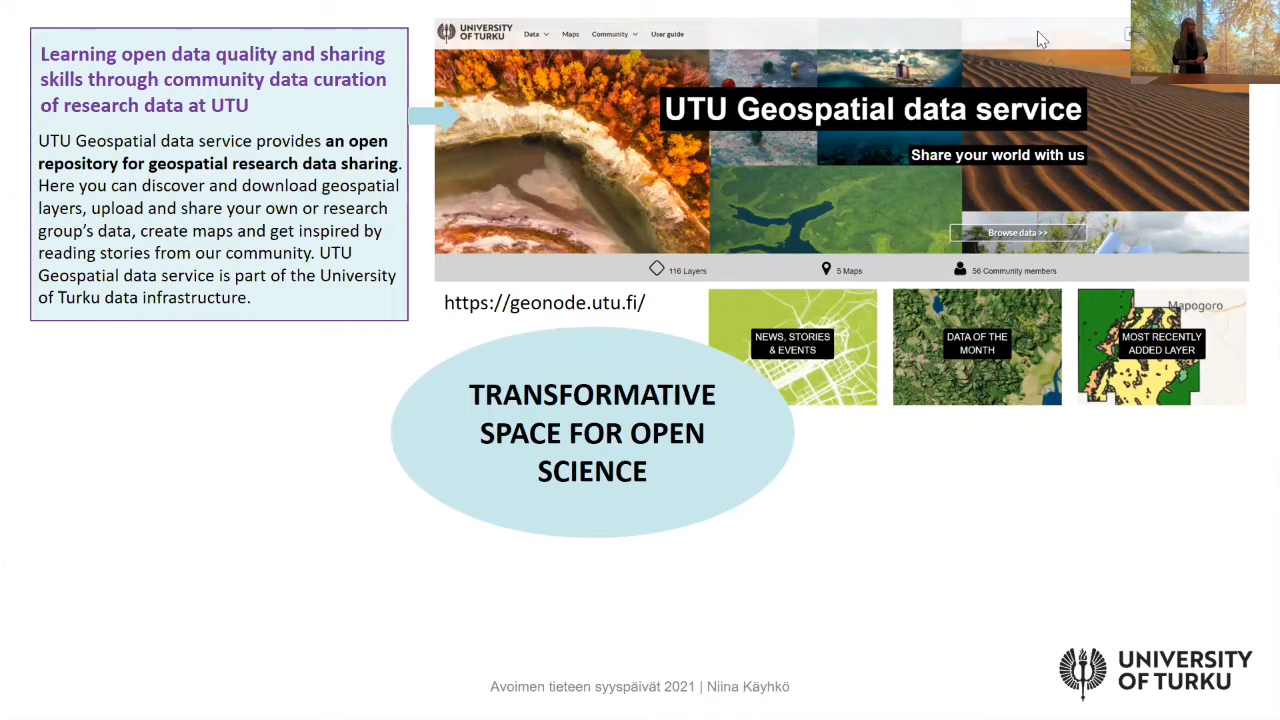 Learning open data quality and sharing
skills through community data curation
of research data at UTU
UTU Geospatial data service provides an open
repository for geospatial research data sharing.
Here you can discover and download geospatial
layers, upload and share your own or research
group's data, create maps and get inspired by
reading stories from our community. UTU
Geospatial data service is part of the University
of Turku data infrastructure.
UNIVERSITY
OF TURKU
Data
Maps
Community
User guide
UTU Geospatial data service
Share your world with us
Browse data >>
116 Layers
5 Maps
56 Community members
https://geonode.utu.fi/
NEWS, STORIES
& EVENTS
DATA OF THE
MONTH
Mapogoro
MOST RECENTLY
ADDED LAYER
TRANSFORMATIVE
SPACE FOR OPEN
SCIENCE
Avoimen tieteen syyspäivät 2021 | Niina Käyhkö
UNIVERSITY
OF TURKU